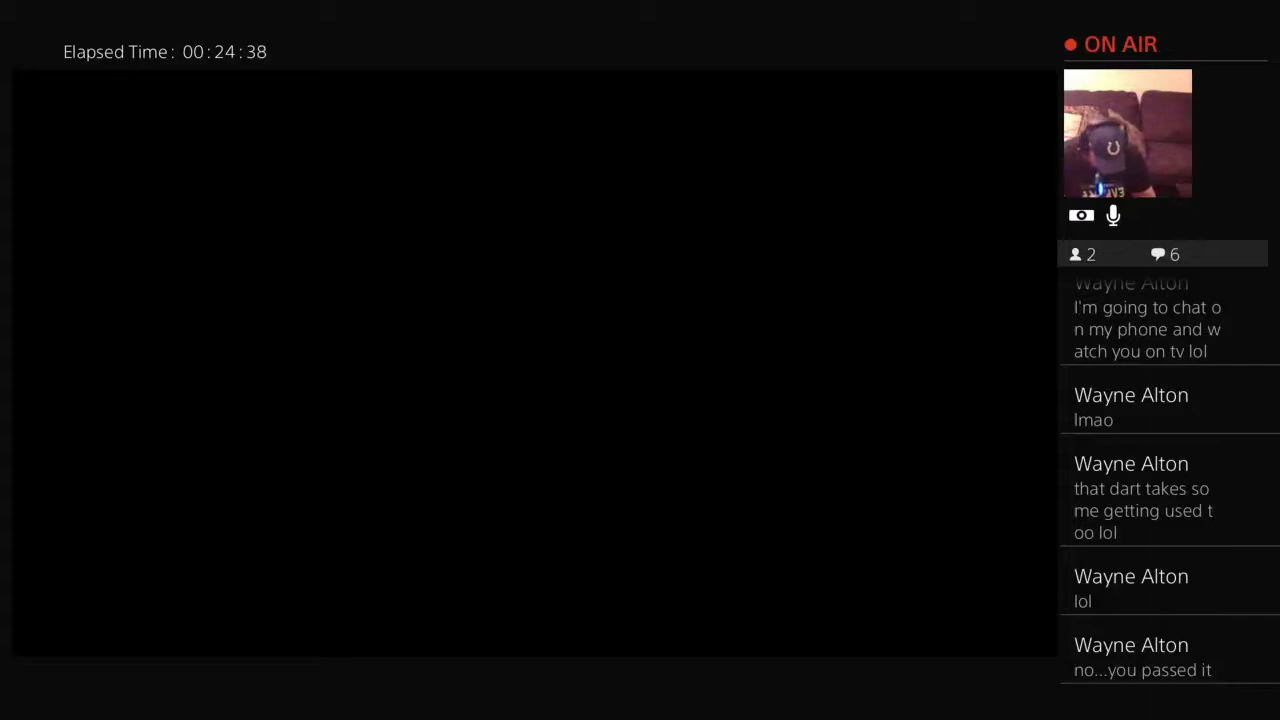 Elapsed Time: 00:24:38
ON AIR
2
6
Wayne Alton
I'm going to chat o
n my phone and w
atch you on tv lol
Wayne Alton
lmao
Wayne Alton
that dart takes so
me getting used t
oo lol
Wayne Alton
lol
Wayne Alton
no...you passed it